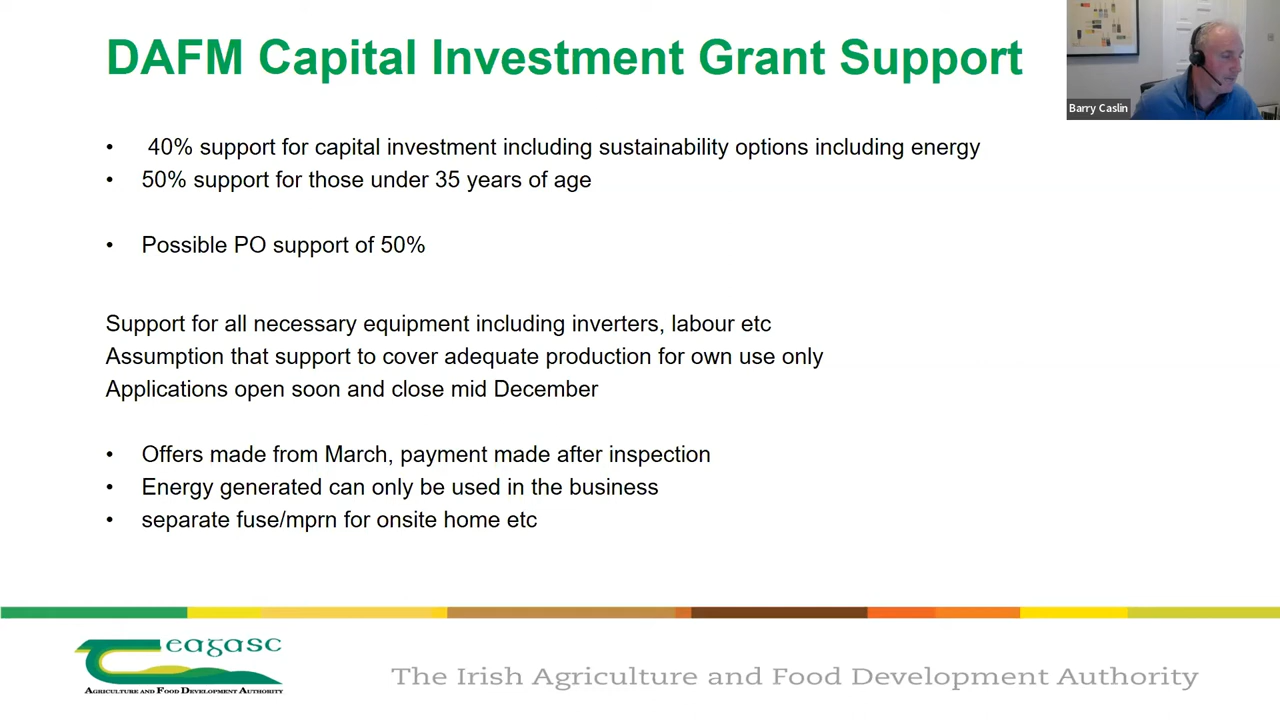 DAFM Capital Investment Grant Support
Barry Caslin
• 40% support for capital investment including sustainability options including energy
• 50% support for those under 35 years of age
• Possible PO support of 50%
Support for all necessary equipment including inverters, labour etc
Assumption that support to cover adequate production for own use only
Applications open soon and close mid December
• Offers made from March, payment made after inspection
• Energy generated can only be used in the business
• separate fuse/mprn for onsite home etc
Teagasc
AGRICULTURE AND FOOD DEVELOPMENT AUTHORITY
The Irish Agriculture and Food Development Authority